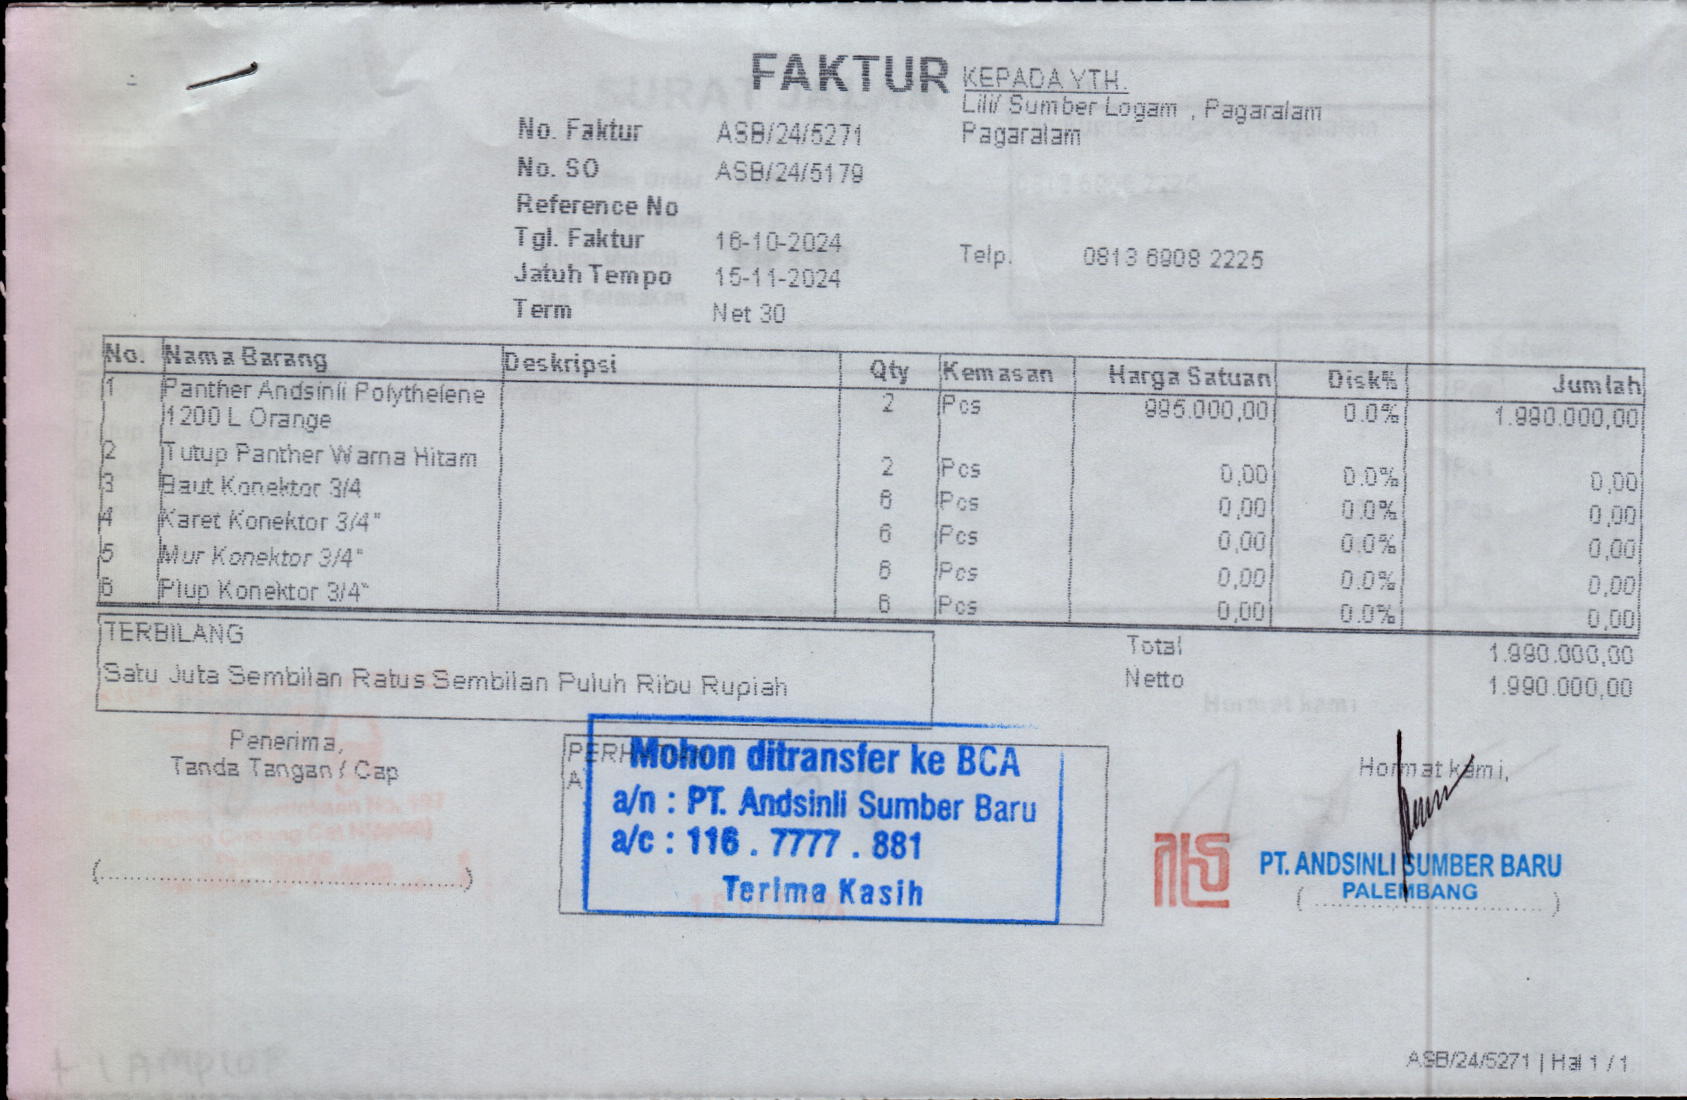 FAKTUR
KEPADA YTH.
Lili/ Sumber Logam , Pagaralam
Pagaralam
No. Faktur ASB/24/5271
No. SO ASB/24/5179
Reference No
Tgl. Faktur 16-10-2024
Telp. 0813 6908 2225
Jatuh Tempo 15-11-2024
Term Net 30
No. Nama Barang Deskripsi Qty Kemasan Harga Satuan Disk% Jumlah
1 Panther Andsinli Polythelene 2 Pcs 995.000,00 0.0% 1.990.000,00
1200 L Orange
2 Tutup Panther Warna Hitam 2 Pcs 0,00 0.0% 0,00
3 Baut Konektor 3/4 6 Pcs 0,00 0.0% 0,00
4 Karet Konektor 3/4" 6 Pcs 0,00 0.0% 0,00
5 Mur Konektor 3/4" 6 Pcs 0,00 0.0% 0,00
6 Plup Konektor 3/4" 6 Pcs 0,00 0.0% 0,00
TERBILANG
Satu Juta Sembilan Ratus Sembilan Puluh Ribu Rupiah
Total 1.990.000,00
Netto 1.990.000,00
Penerima,
Tanda Tangan / Cap
(........................................)
Mohon ditransfer ke BCA
a/n : PT. Andsinli Sumber Baru
a/c : 116 . 7777 . 881
Terima Kasih
Hormat kami,
PT. ANDSINLI SUMBER BARU
PALEMBANG
(........................................)
ASB/24/5271 | Hal 1 / 1